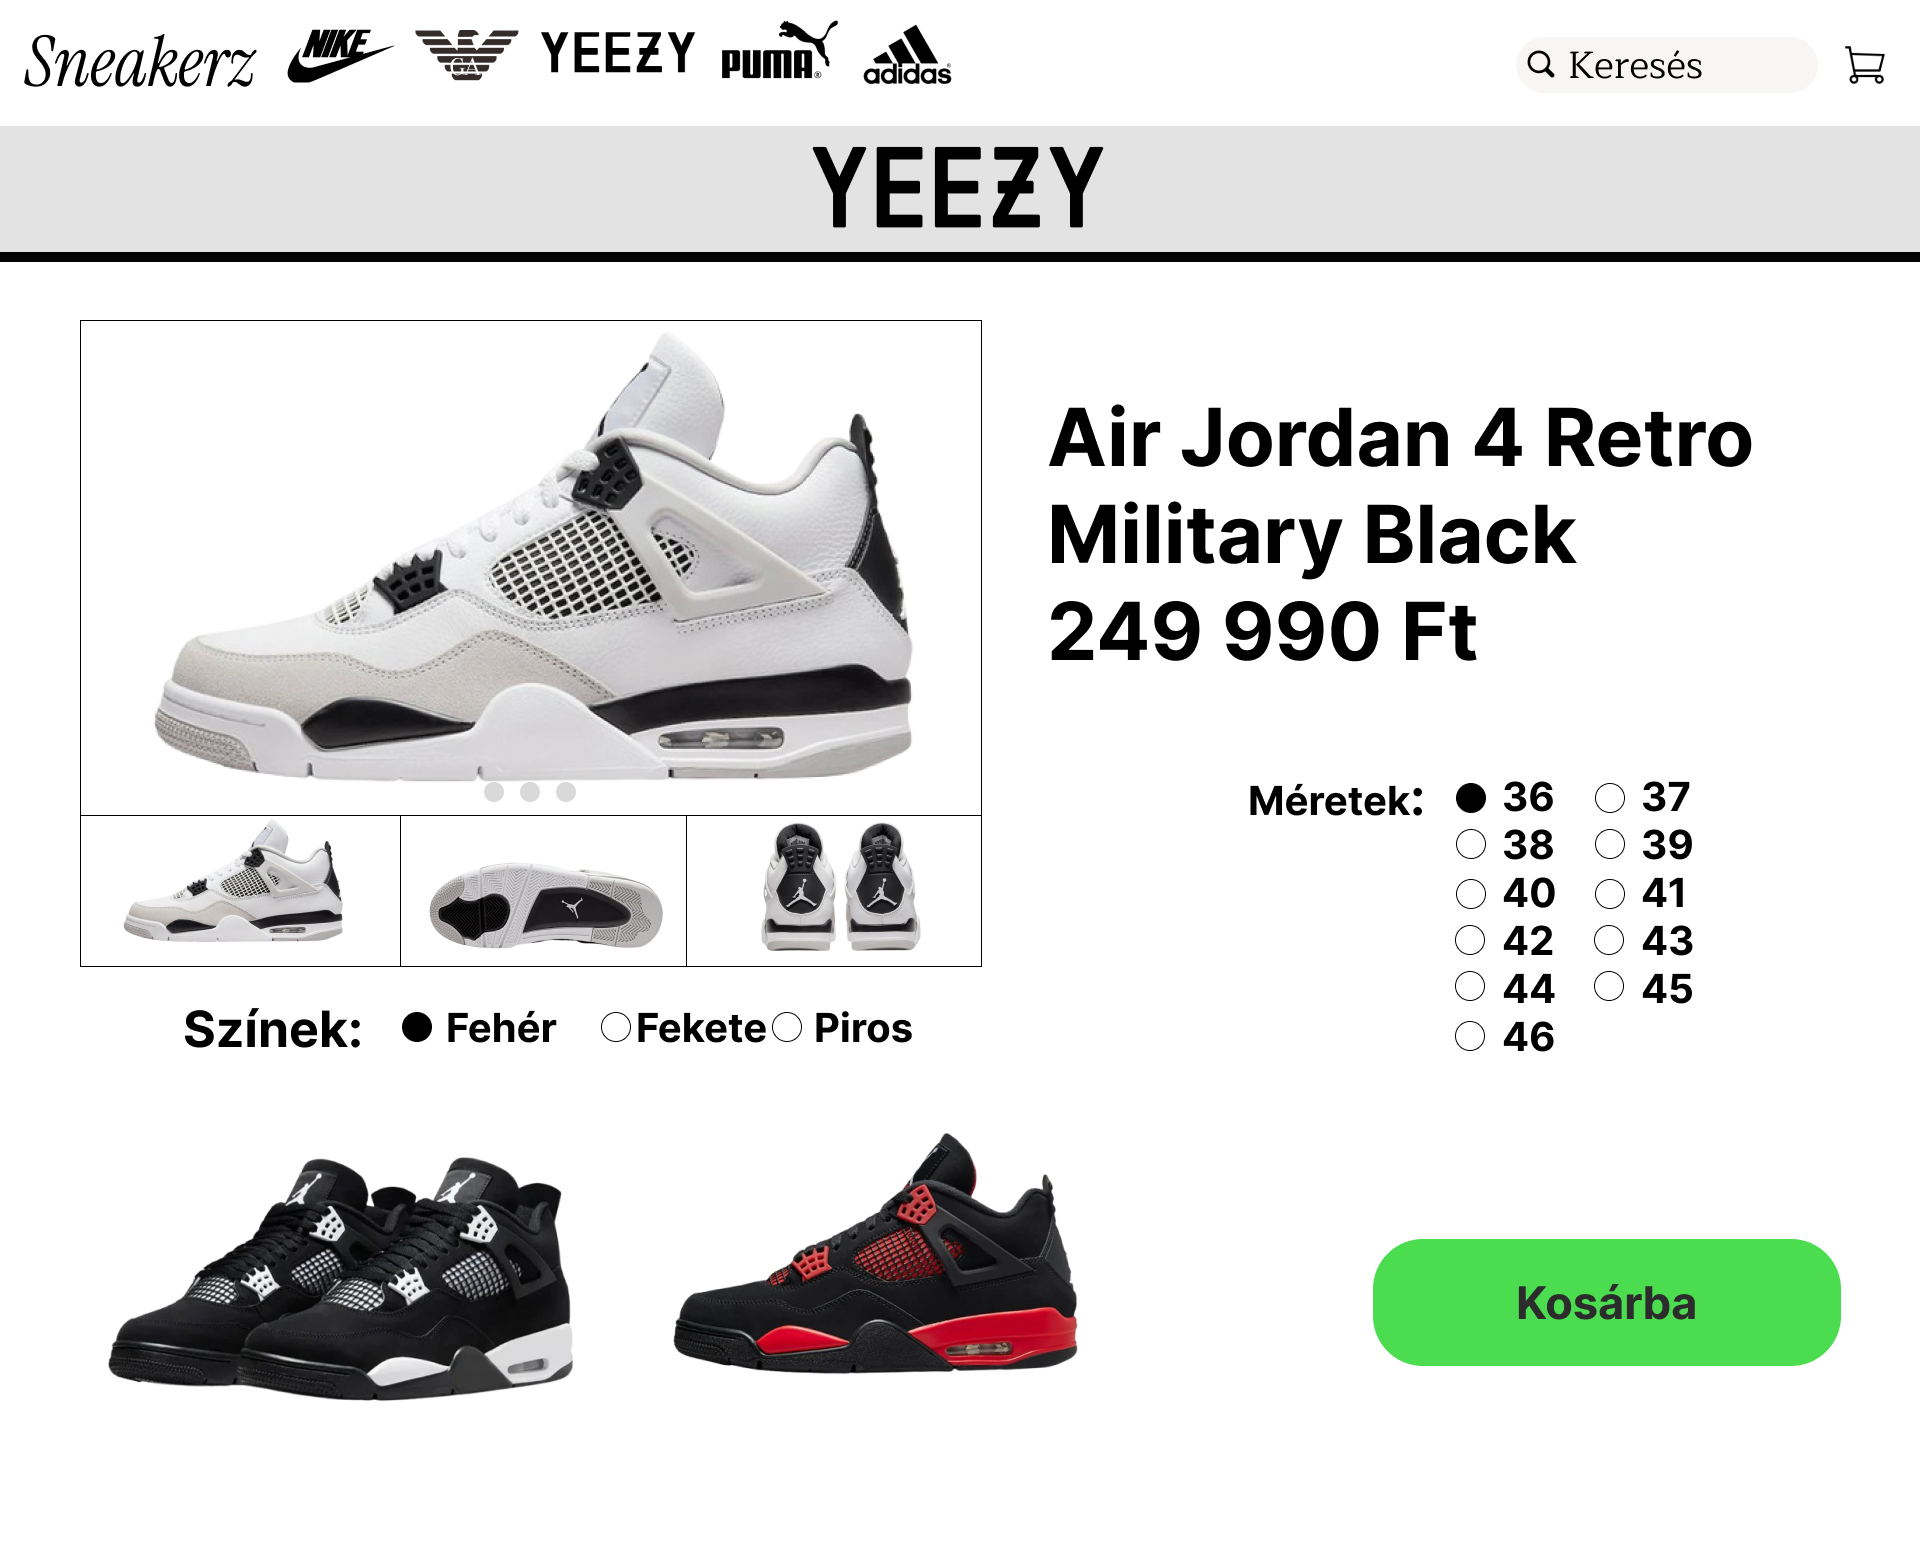 Sneakerz NIKE GA YEEZY PUMA® adidas® Keresés
YEEZY
Air Jordan 4 Retro
Military Black
249 990 Ft
Méretek: 36 37
38 39
40 41
42 43
44 45
46
Színek: Fehér Fekete Piros
Kosárba